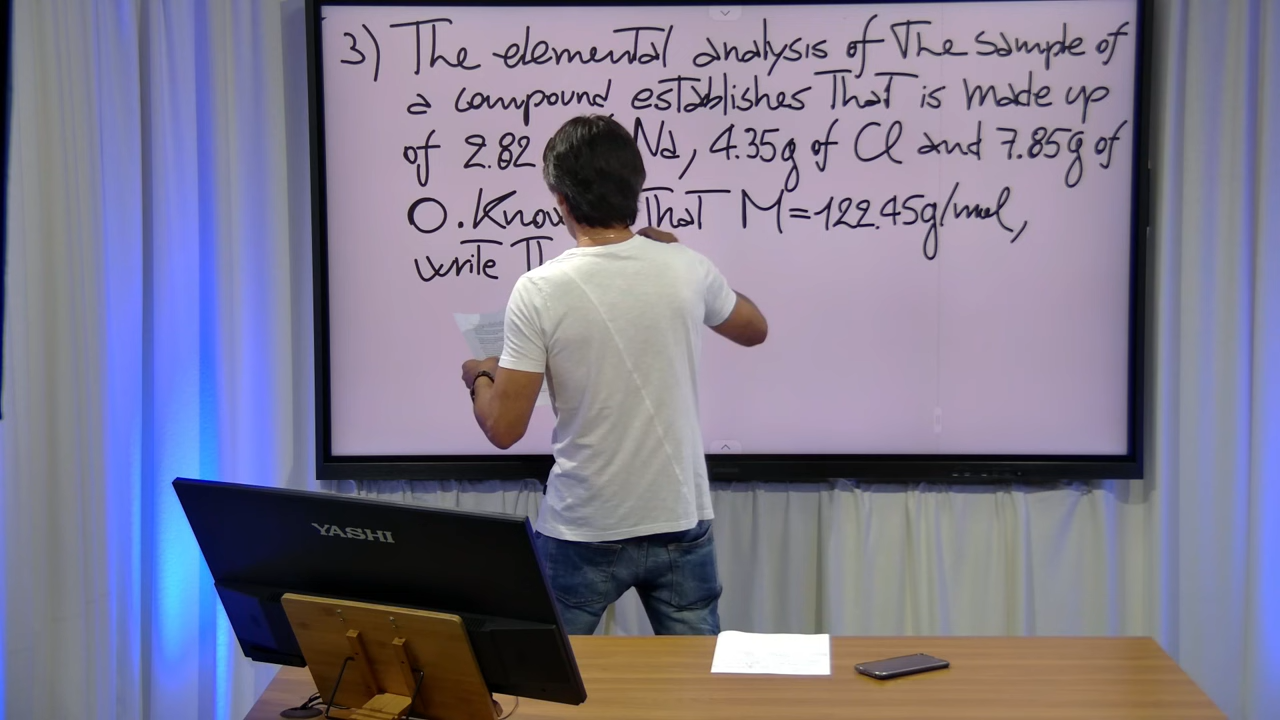 3) The elemental analysis of The sample of
a compound establishes That is made up
of 2.82 Na, 4.35g of Cl and 7.85g of
O. That M=122.45g/mol,
write
YASHI